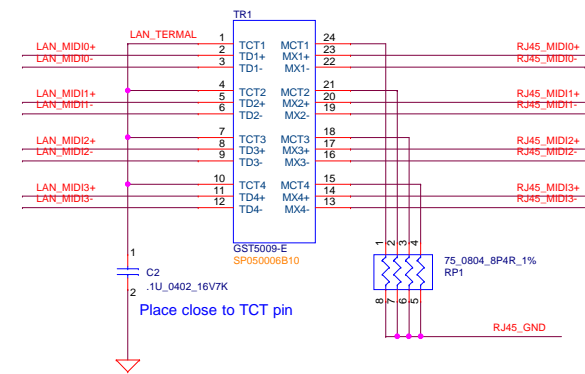 TR1
LAN_TERMAL 1 TCT1 MCT1 24
LAN_MIDI0+ 2 TD1+ MX1+ 23 RJ45_MIDI0+
LAN_MIDI0- 3 TD1- MX1- 22 RJ45_MIDI0-
4 TCT2 MCT2 21
LAN_MIDI1+ 5 TD2+ MX2+ 20 RJ45_MIDI1+
LAN_MIDI1- 6 TD2- MX2- 19 RJ45_MIDI1-
7 TCT3 MCT3 18
LAN_MIDI2+ 8 TD3+ MX3+ 17 RJ45_MIDI2+
LAN_MIDI2- 9 TD3- MX3- 16 RJ45_MIDI2-
10 TCT4 MCT4 15
LAN_MIDI3+ 11 TD4+ MX4+ 14 RJ45_MIDI3+
LAN_MIDI3- 12 TD4- MX4- 13 RJ45_MIDI3-
GST5009-E
SP050006B10
1
C2
.1U_0402_16V7K
2
Place close to TCT pin
1 2 3 4
75_0804_8P4R_1%
RP1
8 7 6 5
RJ45_GND